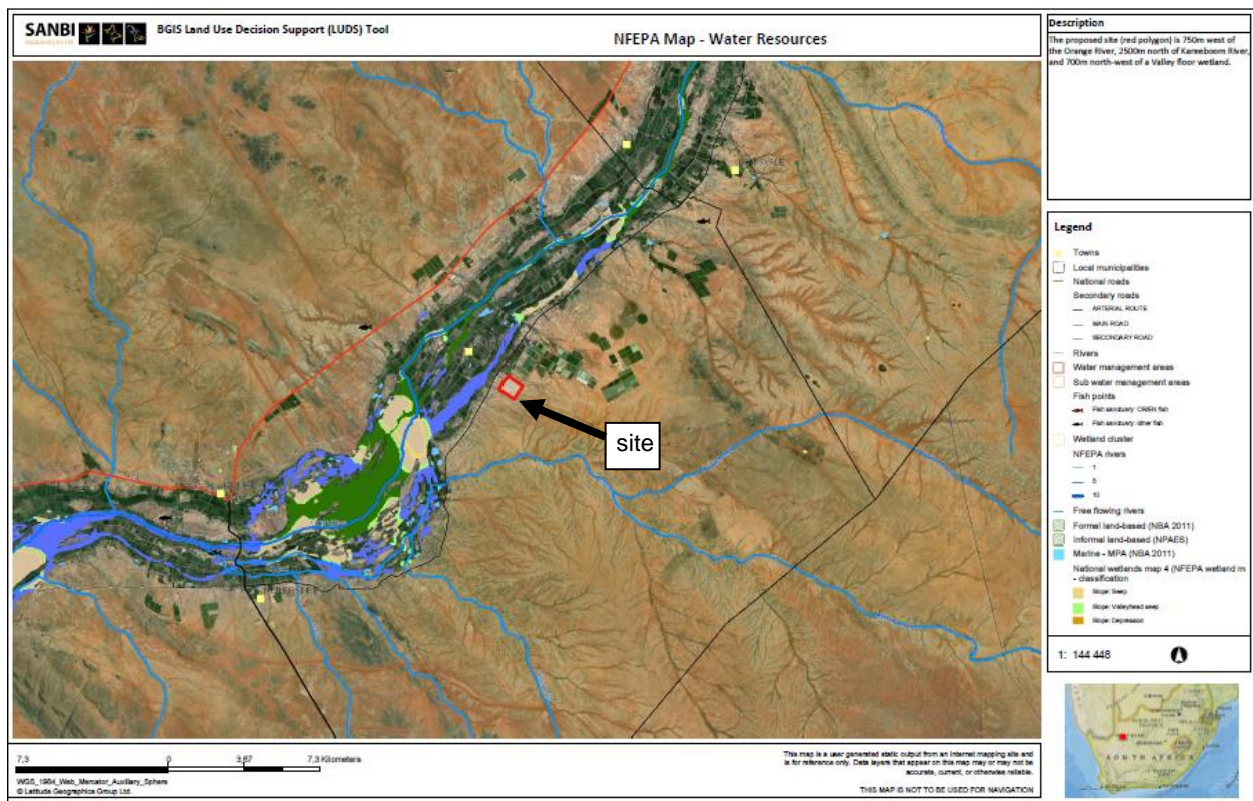 SANBI
BGIS Land Use Decision Support (LUDS) Tool
NFEPA Map - Water Resources
Description
The proposed site (red polygon) is 750m west of
the Orange River, 2500m north of Kareeboom River,
and 700m north-west of a Valley floor wetland.
site
Legend
Towns
Local municipalities
National roads
Secondary roads
ARTERIAL ROUTE
MAIN ROAD
SECONDARY ROAD
Rivers
Water management areas
Sub water management areas
Fish points
Fish sanctuary: CR/EN fish
Fish sanctuary: other fish
Wetland cluster
NFEPA rivers
1
5
10
Free flowing rivers
Formal land-based (NBA 2011)
Informal land-based (NPAES)
Marine - MPA (NBA 2011)
National wetlands map 4 (NFEPA wetland m
- classification
Slope: Seep
Slope: Valleyhead seep
Slope: Depression
1: 144 448
SOUTH AFRICA
7,3
0
3,67
7,3 Kilometers
WGS_1984_Web_Mercator_Auxiliary_Sphere
© Latitude Geographics Group Ltd.
This map is a user generated static output from an Internet mapping site and
is for reference only. Data layers that appear on this map may or may not be
accurate, current, or otherwise reliable.
THIS MAP IS NOT TO BE USED FOR NAVIGATION